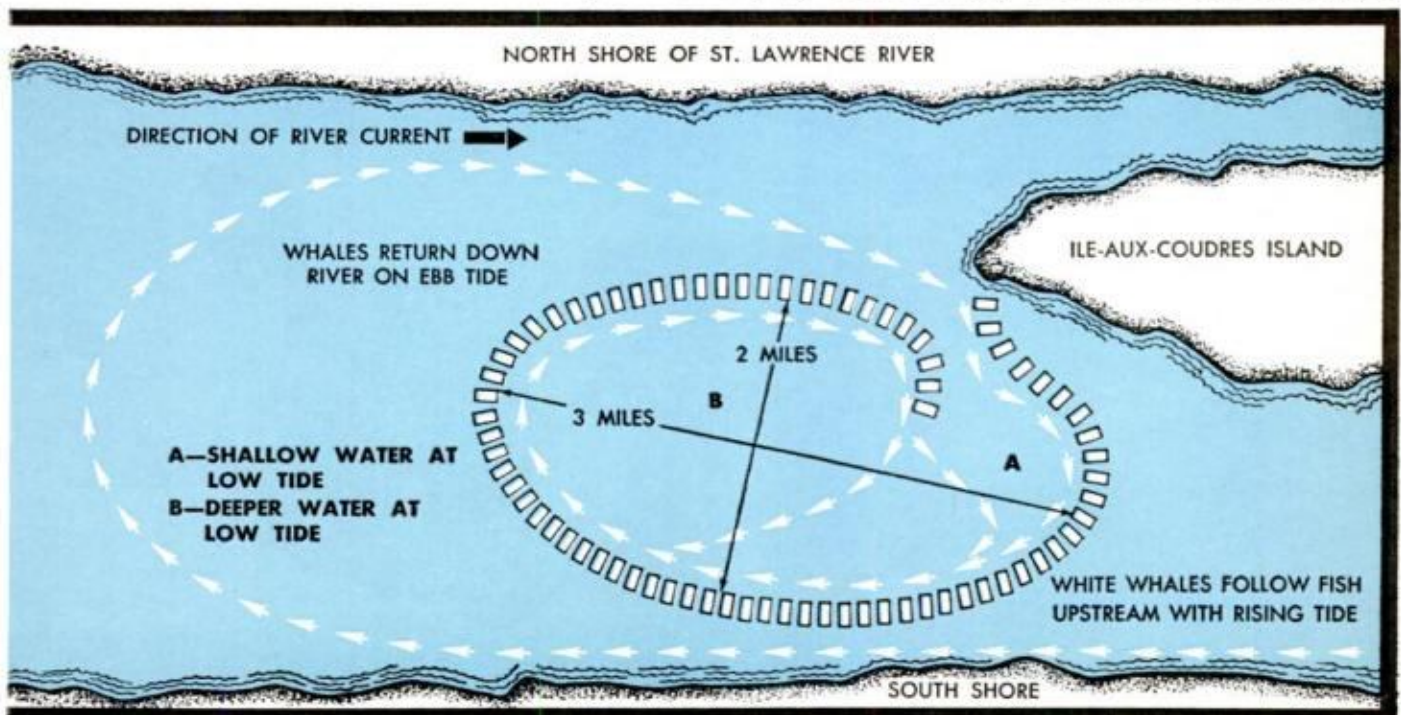 NORTH SHORE OF ST. LAWRENCE RIVER
DIRECTION OF RIVER CURRENT
WHALES RETURN DOWN
RIVER ON EBB TIDE
ILE-AUX-COUDRES ISLAND
2 MILES
B
3 MILES
A
A—SHALLOW WATER AT
LOW TIDE
B—DEEPER WATER AT
LOW TIDE
WHITE WHALES FOLLOW FISH
UPSTREAM WITH RISING TIDE
SOUTH SHORE